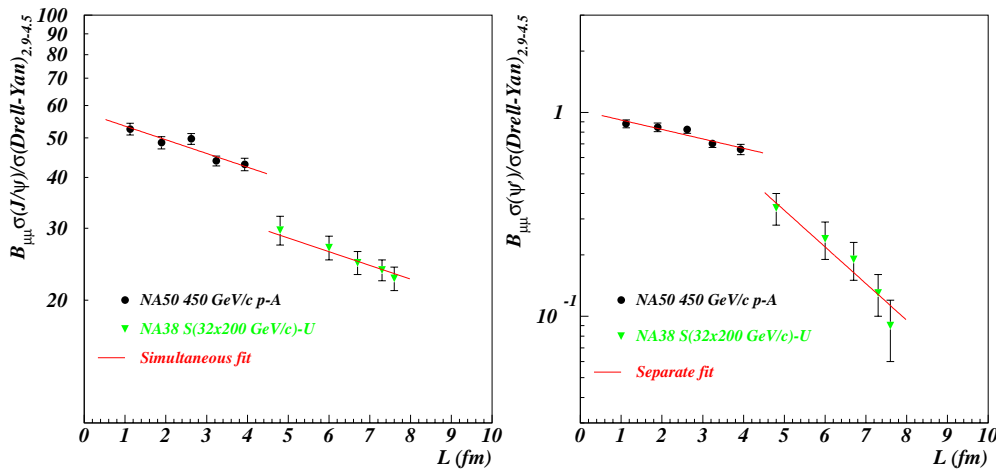 B_μμ σ(J/ψ)/σ(Drell-Yan)_2.9-4.5
100
90
80
70
60
50
40
30
20
NA50 450 GeV/c p-A
NA38 S(32x200 GeV/c)-U
Simultaneous fit
0 1 2 3 4 5 6 7 8 9 10
L (fm)
B_μμ σ(ψ')/σ(Drell-Yan)_2.9-4.5
1
10^-1
NA50 450 GeV/c p-A
NA38 S(32x200 GeV/c)-U
Separate fit
0 1 2 3 4 5 6 7 8 9 10
L (fm)